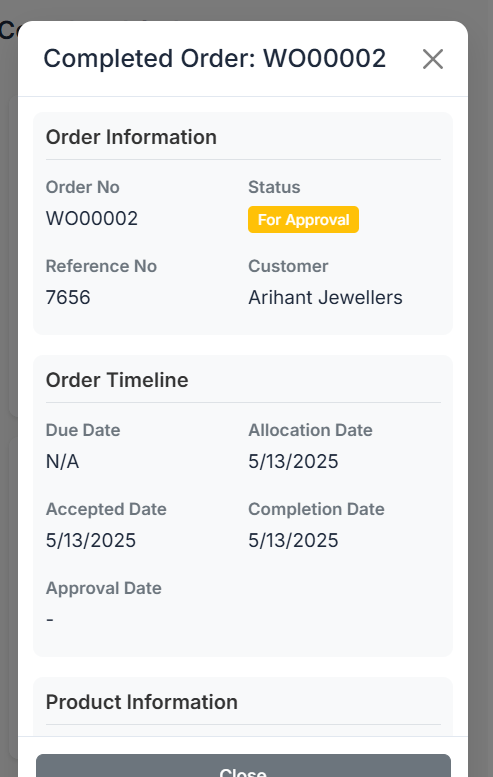 Completed Order: WO00002
Order Information
Order No Status
WO00002 For Approval
Reference No Customer
7656 Arihant Jewellers
Order Timeline
Due Date Allocation Date
N/A 5/13/2025
Accepted Date Completion Date
5/13/2025 5/13/2025
Approval Date
-
Product Information
Close